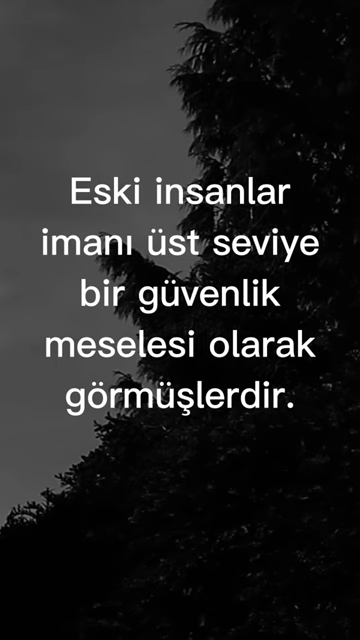 Eski insanlar
imanı üst seviye
bir güvenlik
meselesi olarak
görmüşlerdir.